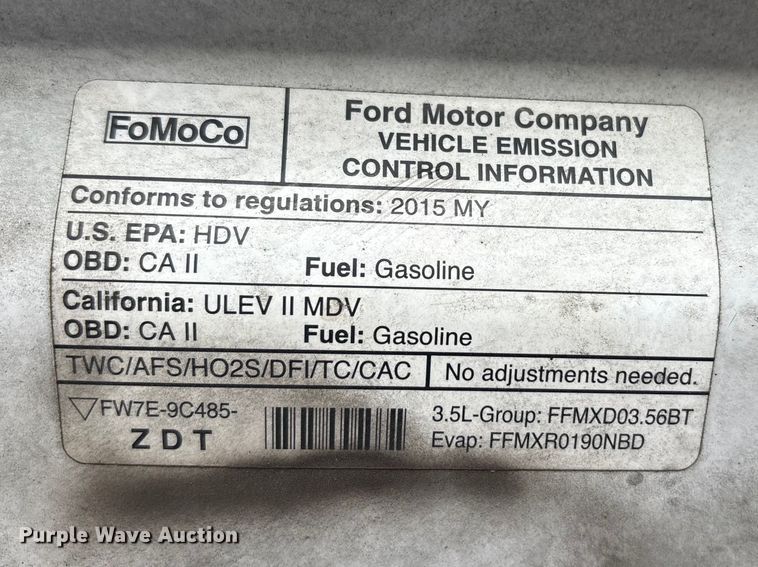 FoMoCo
Ford Motor Company
VEHICLE EMISSION
CONTROL INFORMATION
Conforms to regulations: 2015 MY
U.S. EPA: HDV
OBD: CA II Fuel: Gasoline
California: ULEV II MDV
OBD: CA II Fuel: Gasoline
TWC/AFS/HO2S/DFI/TC/CAC No adjustments needed.
FW7E-9C485-
ZDT
3.5L-Group: FFMXD03.56BT
Evap: FFMXR0190NBD
Purple Wave Auction